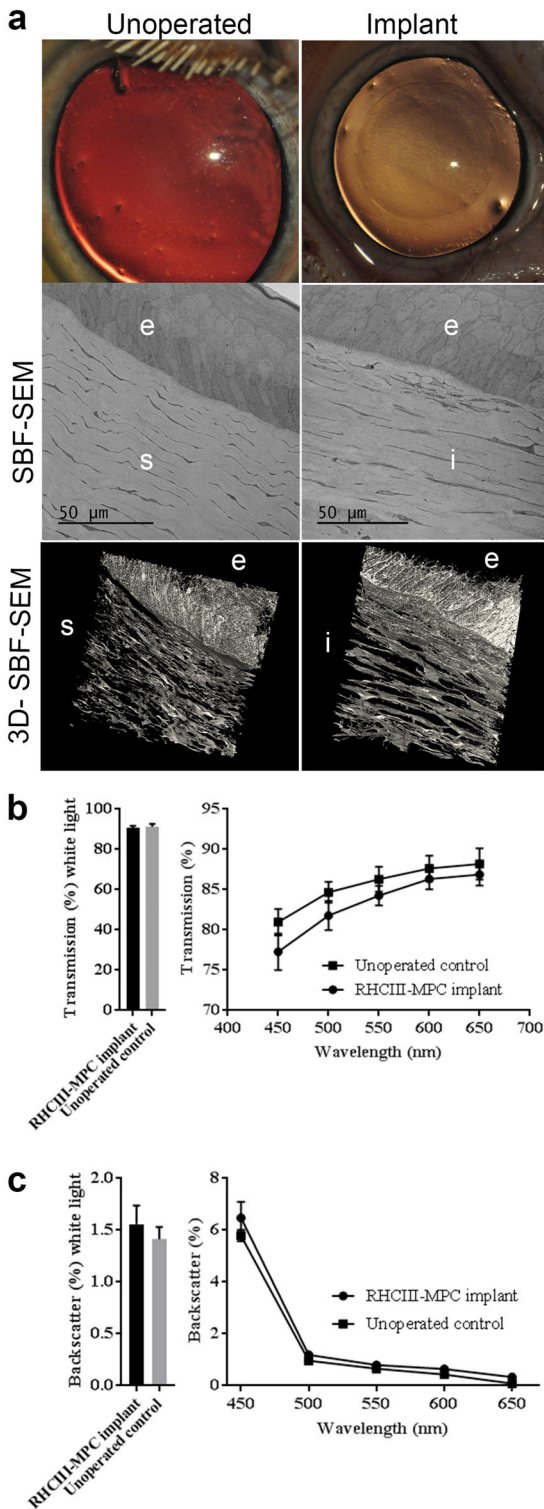 a
Unoperated
Implant
SBF-SEM
e
s
50 µm
e
i
50 µm
3D- SBF-SEM
e
s
e
i
b
Transmission (%) white light
100
80
60
40
20
0
RHCIII-MPC implant
Unoperated control
Transmission (%)
95
90
85
80
75
70
Unoperated control
RHCIII-MPC implant
400
450
500
550
600
650
700
Wavelength (nm)
c
Backscatter (%) white light
2.0
1.5
1.0
0.5
0.0
RHCIII-MPC implant
Unoperated control
Backscatter (%)
8
6
4
2
0
RHCIII-MPC implant
Unoperated control
450
500
550
600
650
Wavelength (nm)